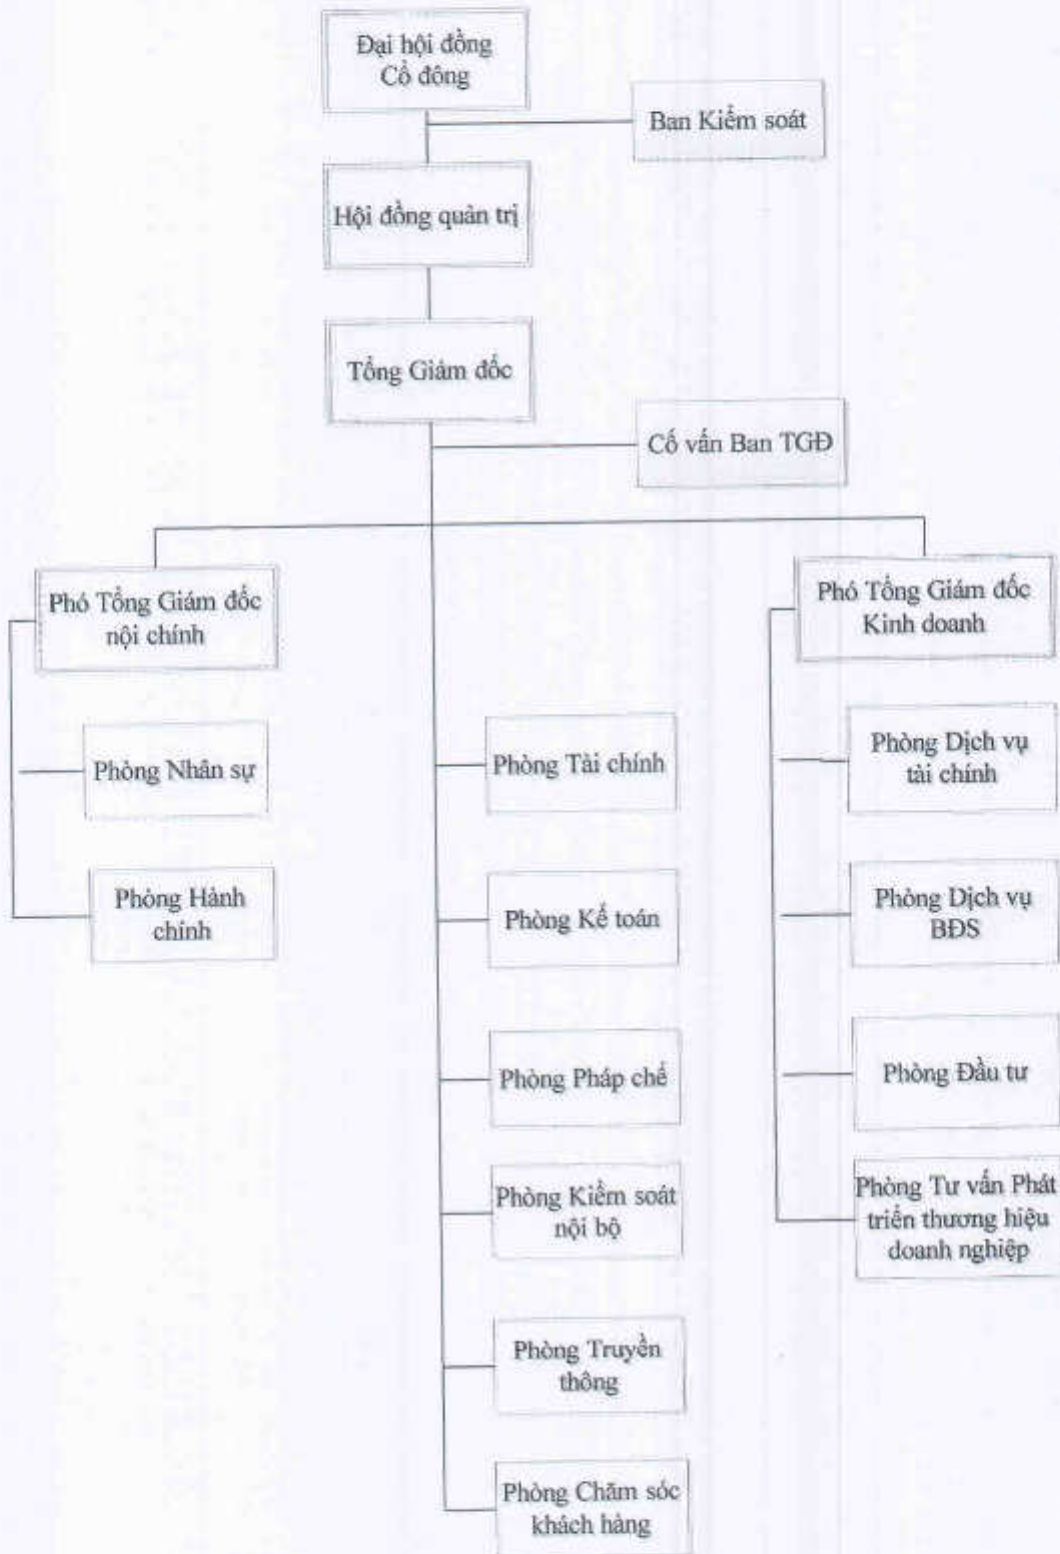 Đại hội đồng
Cổ đông
Ban Kiểm soát
Hội đồng quản trị
Tổng Giám đốc
Cố vấn Ban TGĐ
Phó Tổng Giám đốc
nội chính
Phó Tổng Giám đốc
Kinh doanh
Phòng Nhân sự
Phòng Tài chính
Phòng Dịch vụ
tài chính
Phòng Hành
chính
Phòng Kế toán
Phòng Dịch vụ
BĐS
Phòng Pháp chế
Phòng Đầu tư
Phòng Kiểm soát
nội bộ
Phòng Tư vấn Phát
triển thương hiệu
doanh nghiệp
Phòng Truyền
thông
Phòng Chăm sóc
khách hàng